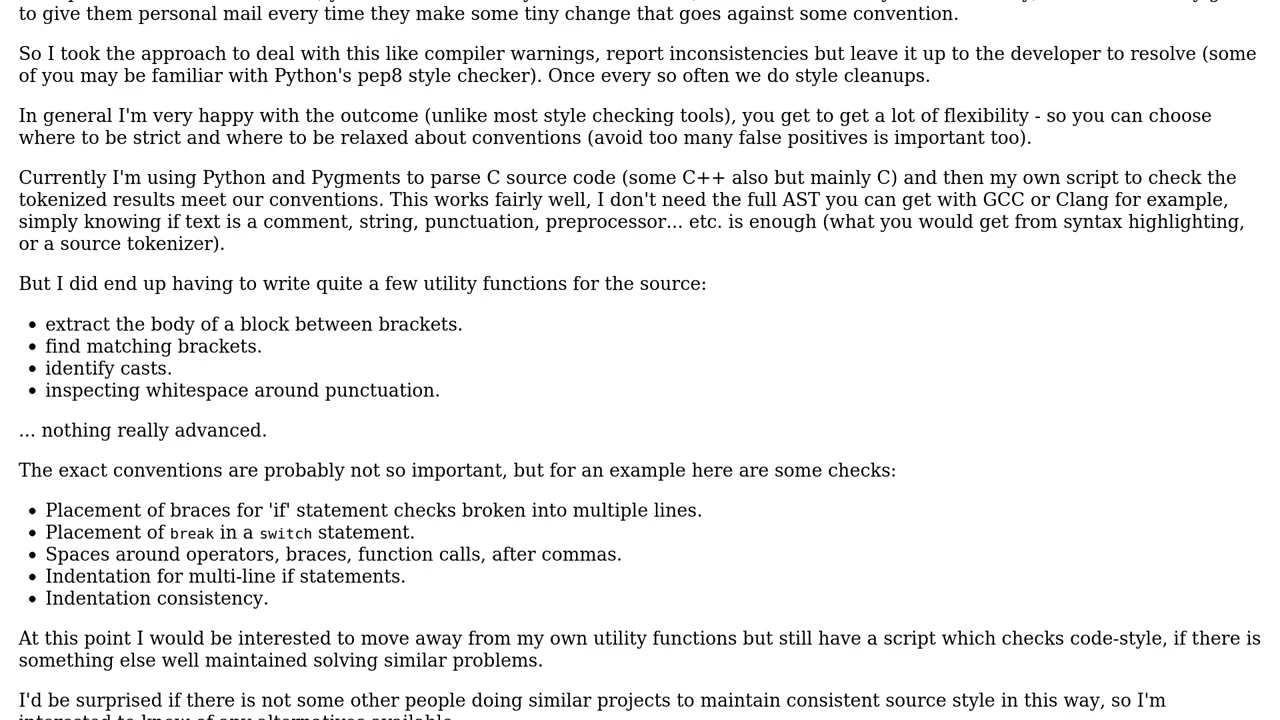 to give them personal mail every time they make some tiny change that goes against some convention.
So I took the approach to deal with this like compiler warnings, report inconsistencies but leave it up to the developer to resolve (some
of you may be familiar with Python's pep8 style checker). Once every so often we do style cleanups.
In general I'm very happy with the outcome (unlike most style checking tools), you get to get a lot of flexibility - so you can choose
where to be strict and where to be relaxed about conventions (avoid too many false positives is important too).
Currently I'm using Python and Pygments to parse C source code (some C++ also but mainly C) and then my own script to check the
tokenized results meet our conventions. This works fairly well, I don't need the full AST you can get with GCC or Clang for example,
simply knowing if text is a comment, string, punctuation, preprocessor... etc. is enough (what you would get from syntax highlighting,
or a source tokenizer).
But I did end up having to write quite a few utility functions for the source:
• extract the body of a block between brackets.
• find matching brackets.
• identify casts.
• inspecting whitespace around punctuation.
... nothing really advanced.
The exact conventions are probably not so important, but for an example here are some checks:
• Placement of braces for 'if' statement checks broken into multiple lines.
• Placement of break in a switch statement.
• Spaces around operators, braces, function calls, after commas.
• Indentation for multi-line if statements.
• Indentation consistency.
At this point I would be interested to move away from my own utility functions but still have a script which checks code-style, if there is
something else well maintained solving similar problems.
I'd be surprised if there is not some other people doing similar projects to maintain consistent source style in this way, so I'm
interested to know of any alternatives available.